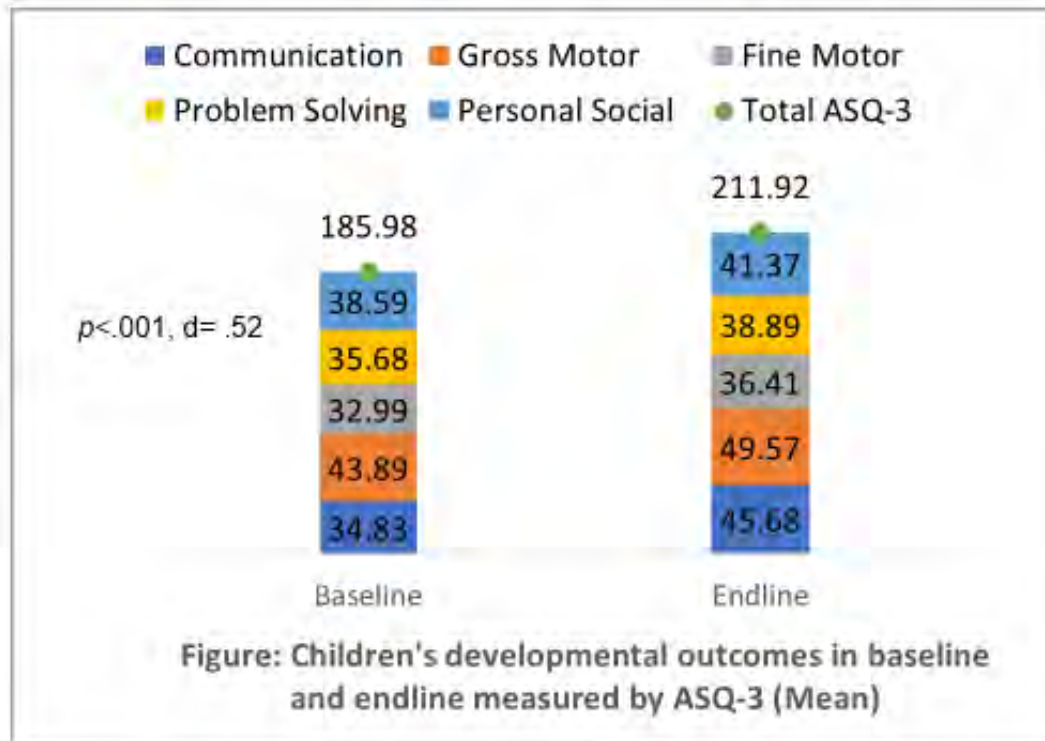 Communication Gross Motor Fine Motor
Problem Solving Personal Social Total ASQ-3
211.92
185.98
41.37
38.59
p<.001, d= .52
38.89
35.68
36.41
32.99
49.57
43.89
45.68
34.83
Baseline Endline
Figure: Children's developmental outcomes in baseline
and endline measured by ASQ-3 (Mean)